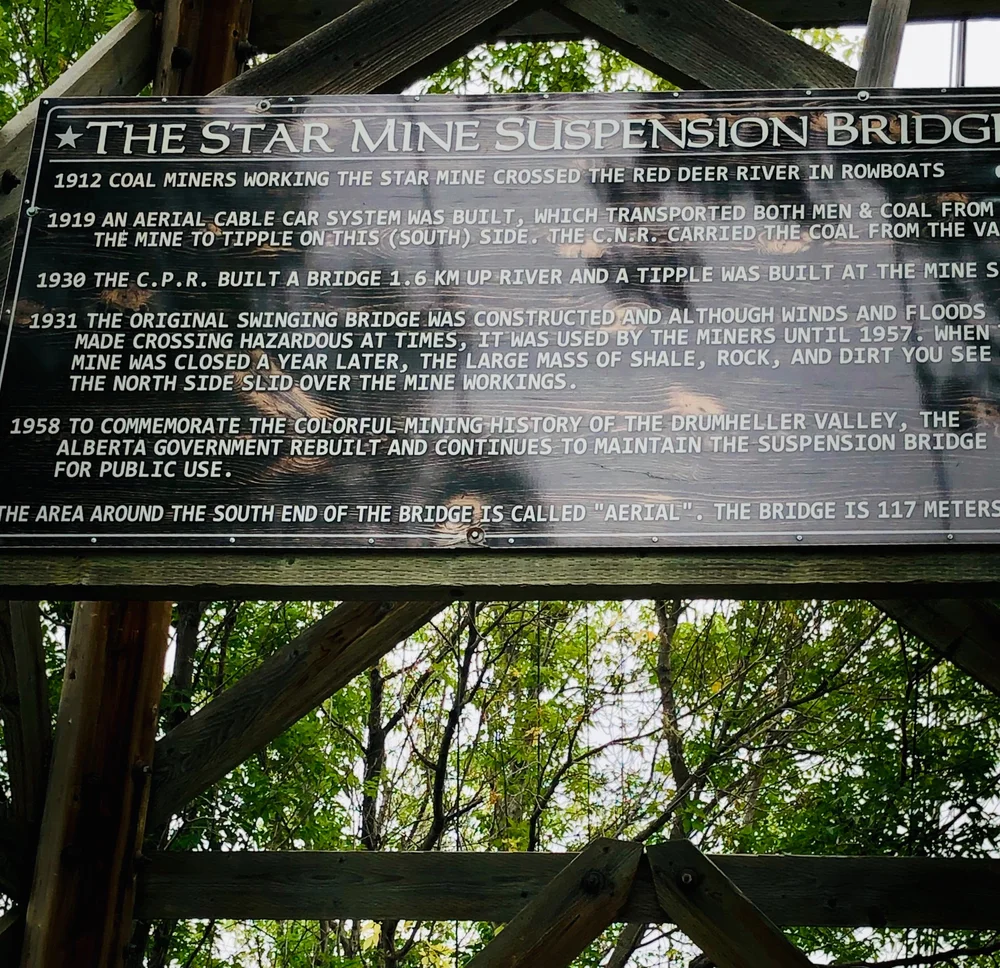 THE STAR MINE SUSPENSION BRIDG
1912 COAL MINERS WORKING THE STAR MINE CROSSED THE RED DEER RIVER IN ROWBOATS
1919 AN AERIAL CABLE CAR SYSTEM WAS BUILT, WHICH TRANSPORTED BOTH MEN & COAL FROM
THE MINE TO TIPPLE ON THIS (SOUTH) SIDE. THE C.N.R. CARRIED THE COAL FROM THE VA
1930 THE C.P.R. BUILT A BRIDGE 1.6 KM UP RIVER AND A TIPPLE WAS BUILT AT THE MINE S
1931 THE ORIGINAL SWINGING BRIDGE WAS CONSTRUCTED AND ALTHOUGH WINDS AND FLOODS
MADE CROSSING HAZARDOUS AT TIMES, IT WAS USED BY THE MINERS UNTIL 1957. WHEN
MINE WAS CLOSED A YEAR LATER, THE LARGE MASS OF SHALE, ROCK, AND DIRT YOU SEE
THE NORTH SIDE SLID OVER THE MINE WORKINGS.
1958 TO COMMEMORATE THE COLORFUL MINING HISTORY OF THE DRUMHELLER VALLEY, THE
ALBERTA GOVERNMENT REBUILT AND CONTINUES TO MAINTAIN THE SUSPENSION BRIDGE
FOR PUBLIC USE.
THE AREA AROUND THE SOUTH END OF THE BRIDGE IS CALLED "AERIAL". THE BRIDGE IS 117 METERS